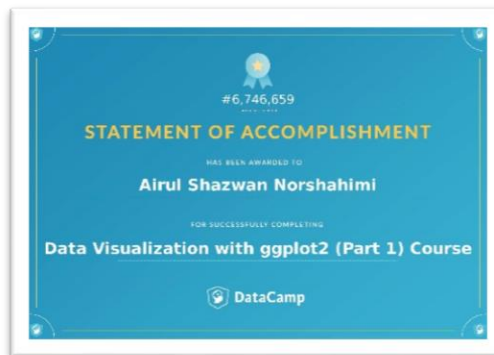 #6,746,659
STATEMENT OF ACCOMPLISHMENT
HAS BEEN AWARDED TO
Airul Shazwan Norshahimi
FOR SUCCESSFULLY COMPLETING
Data Visualization with ggplot2 (Part 1) Course
DataCamp